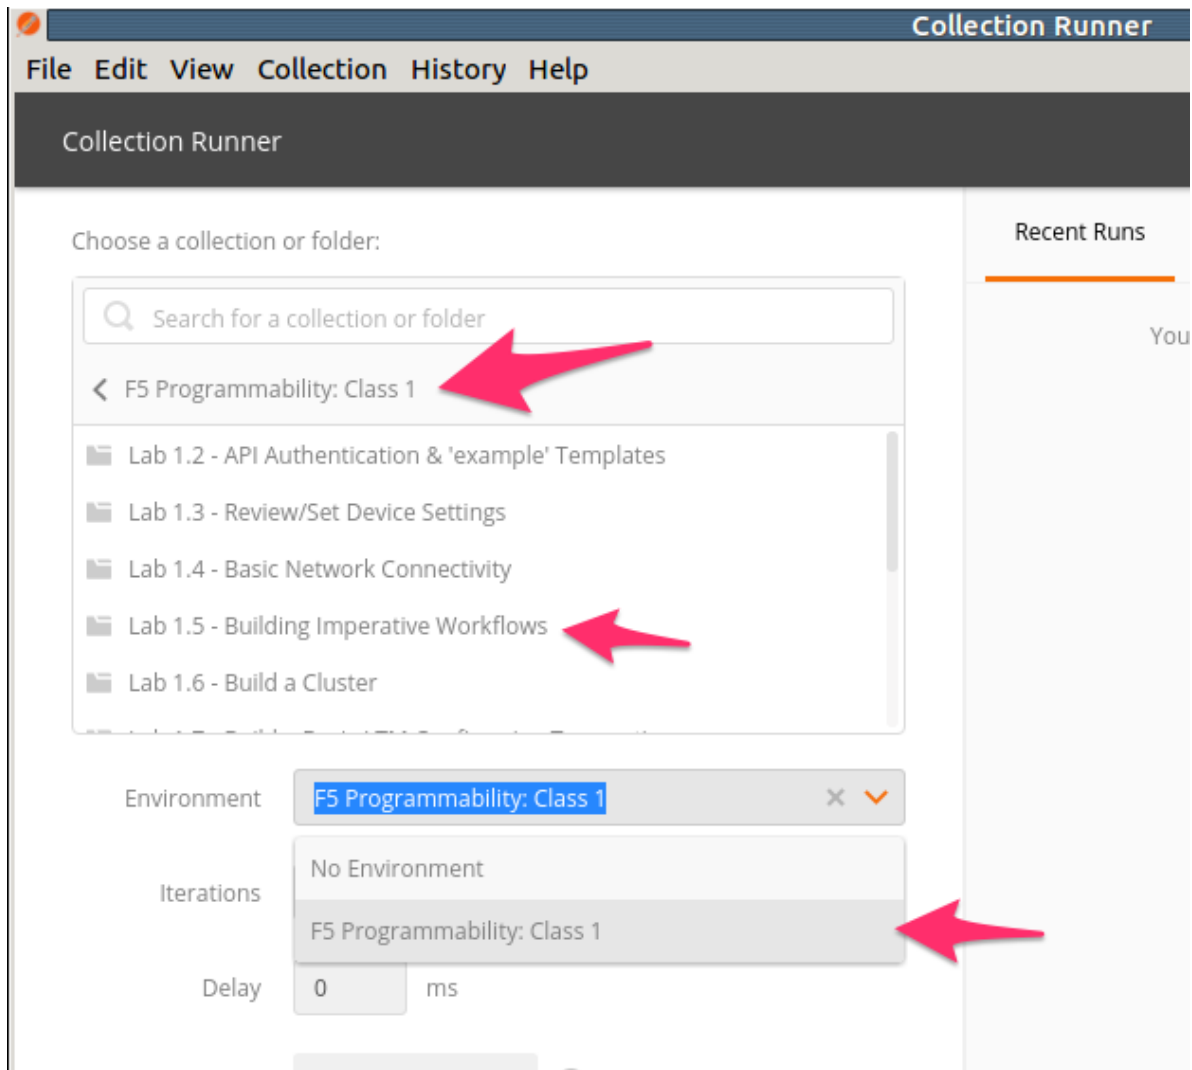 Collection Runner
File Edit View Collection History Help
Collection Runner
Choose a collection or folder:
Recent Runs
Search for a collection or folder
You
F5 Programmability: Class 1
Lab 1.2 - API Authentication & 'example' Templates
Lab 1.3 - Review/Set Device Settings
Lab 1.4 - Basic Network Connectivity
Lab 1.5 - Building Imperative Workflows
Lab 1.6 - Build a Cluster
Environment F5 Programmability: Class 1
No Environment
Iterations
F5 Programmability: Class 1
Delay 0 ms